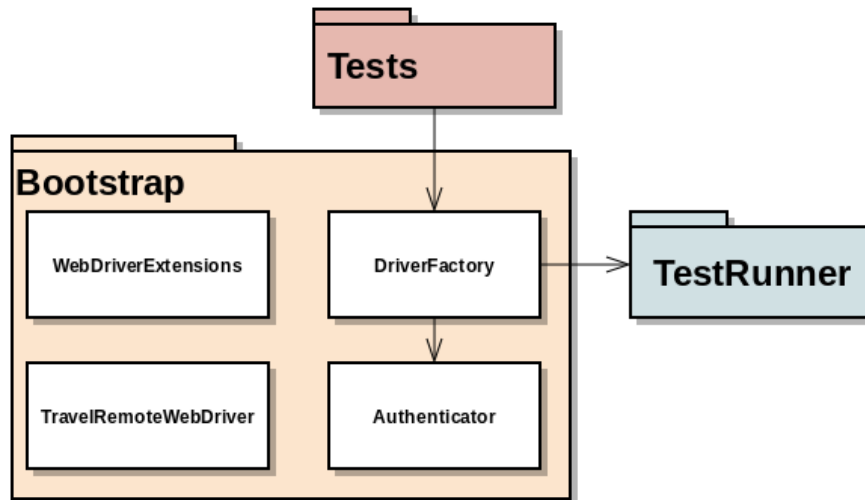 Tests
Bootstrap
WebDriverExtensions
DriverFactory
TestRunner
TravelRemoteWebDriver
Authenticator